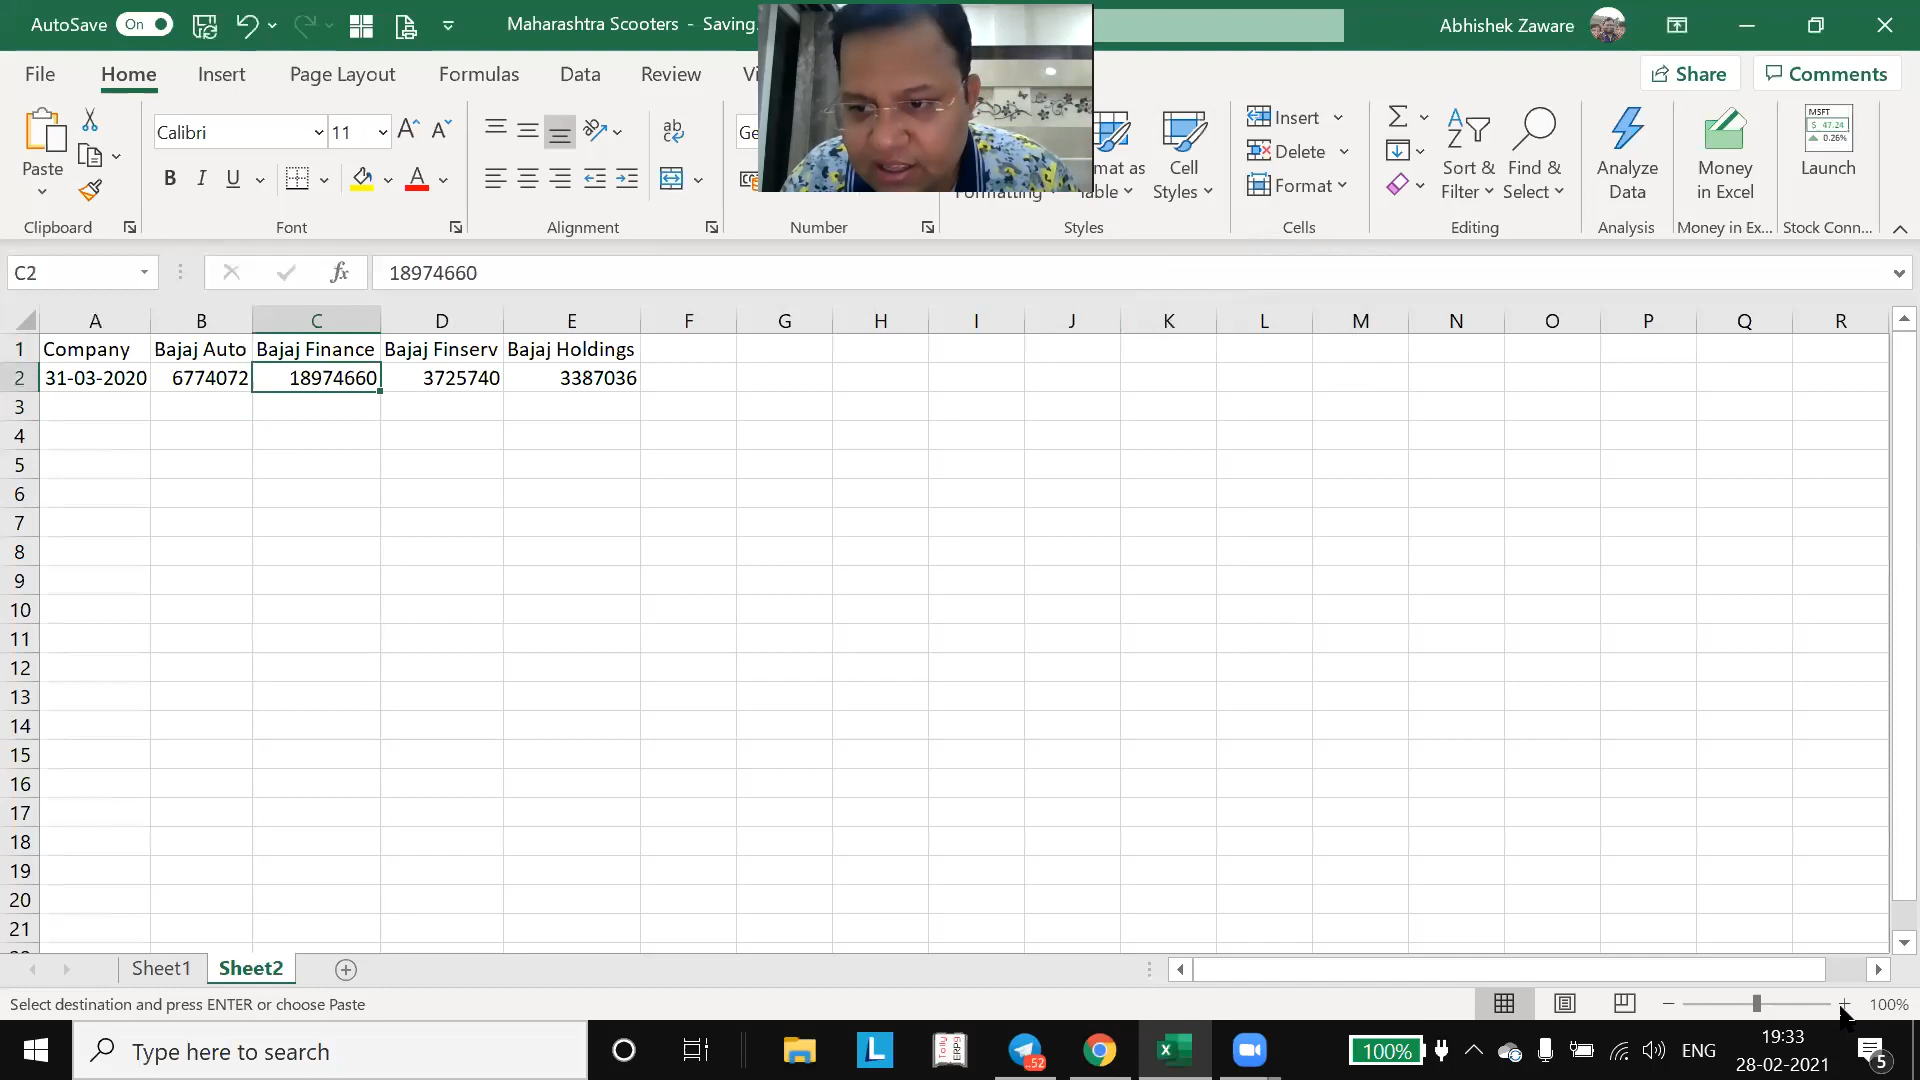 AutoSave On Maharashtra Scooters - Saving. Abhishek Zaware
File Home Insert Page Layout Formulas Data Review Share Comments
Paste
Calibri 11
Insert
Delete
Format
Cell Styles
Sort & Filter
Find & Select
Analyze Data
Money in Excel
MSFT
$ 47.24
0.26%
Launch
Clipboard Font Alignment Number Styles Cells Editing Analysis Money in Ex... Stock Conn...
C2 fx 18974660
A B C D E F G H I J K L M N O P Q R
1 Company Bajaj Auto Bajaj Finance Bajaj Finserv Bajaj Holdings
2 31-03-2020 6774072 18974660 3725740 3387036
3
4
5
6
7
8
9
10
11
12
13
14
15
16
17
18
19
20
21
Sheet1 Sheet2
Select destination and press ENTER or choose Paste 100%
Type here to search
L
Tally ERP9
52
100%
ENG
19:33
28-02-2021
5